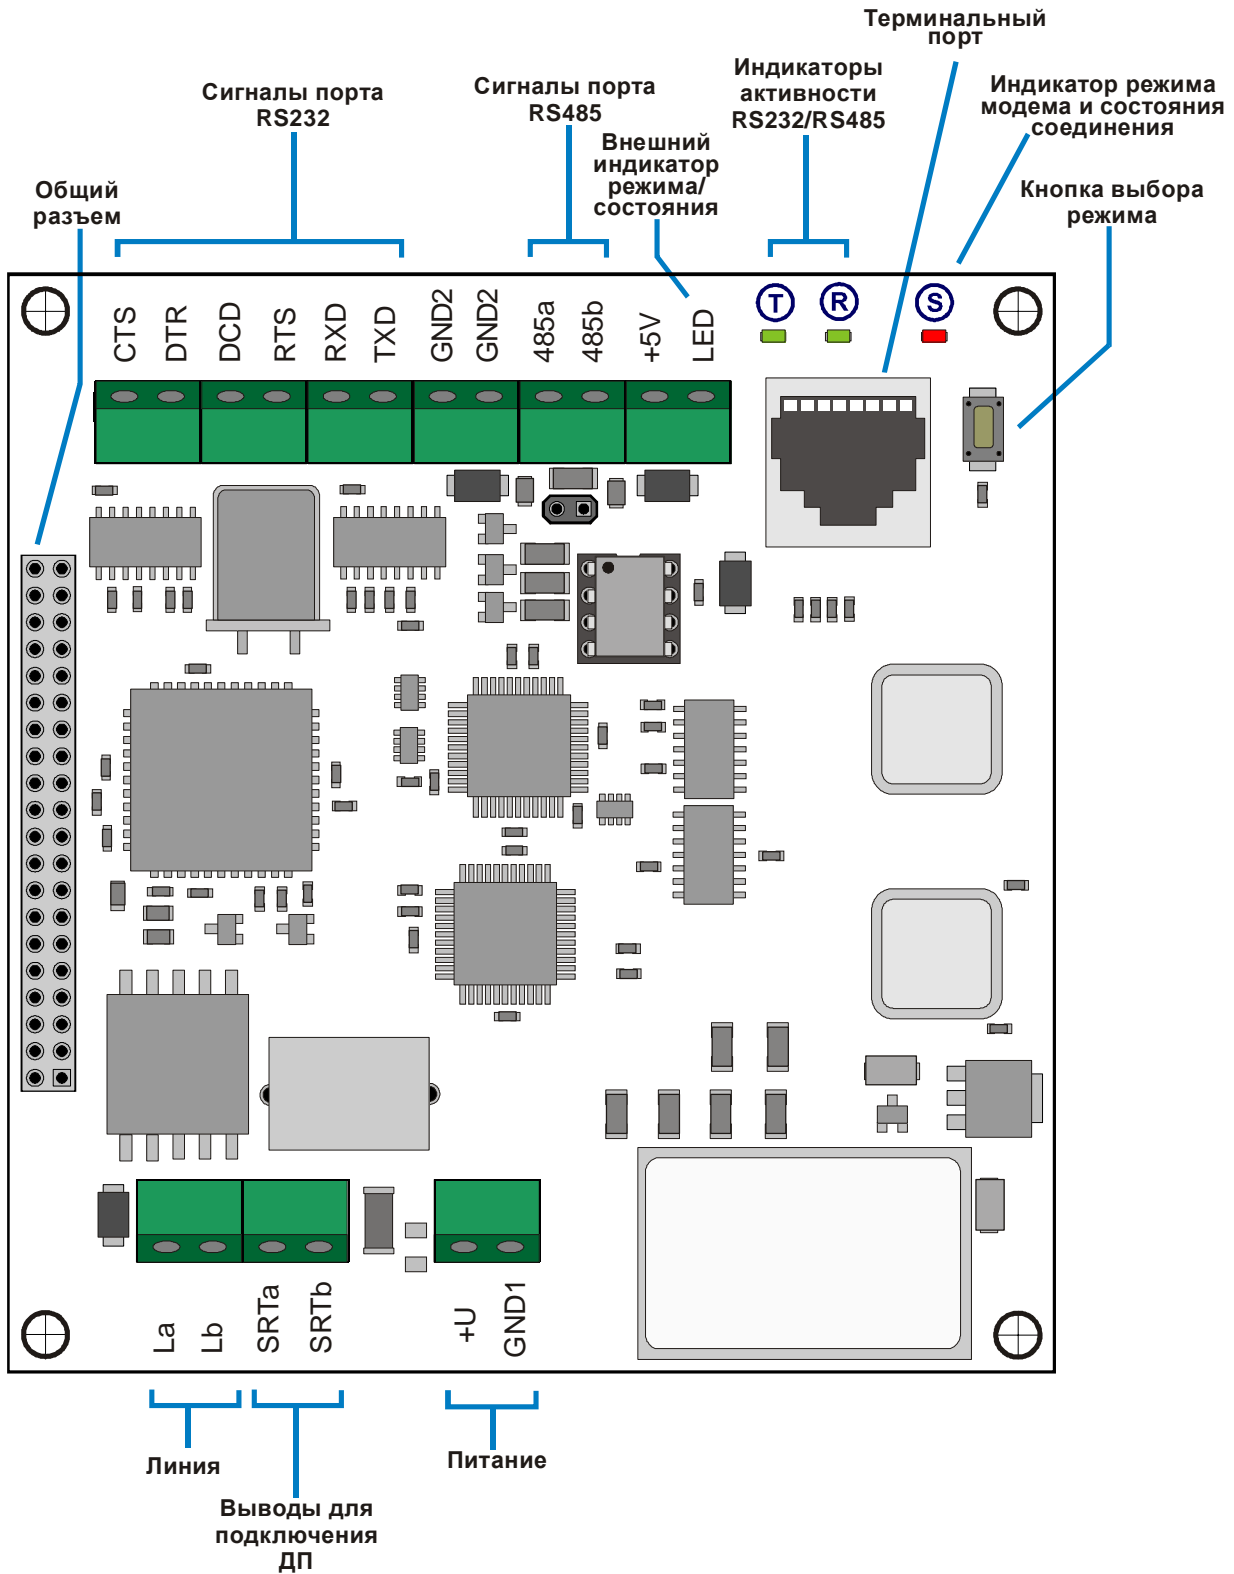 Терминальный
порт
Сигналы порта
RS232
Сигналы порта
RS485
Индикаторы
активности
RS232/RS485
Индикатор режима
модема и состояния
соединения
Внешний
индикатор
режима/
состояния
Общий
разъем
Кнопка выбора
режима
CTS
DTR
DCD
RTS
RXD
TXD
GND2
GND2
485a
485b
+5V
LED
T
R
S
La
Lb
SRTa
SRTb
+U
GND1
Линия
Питание
Выводы для
подключения
ДП